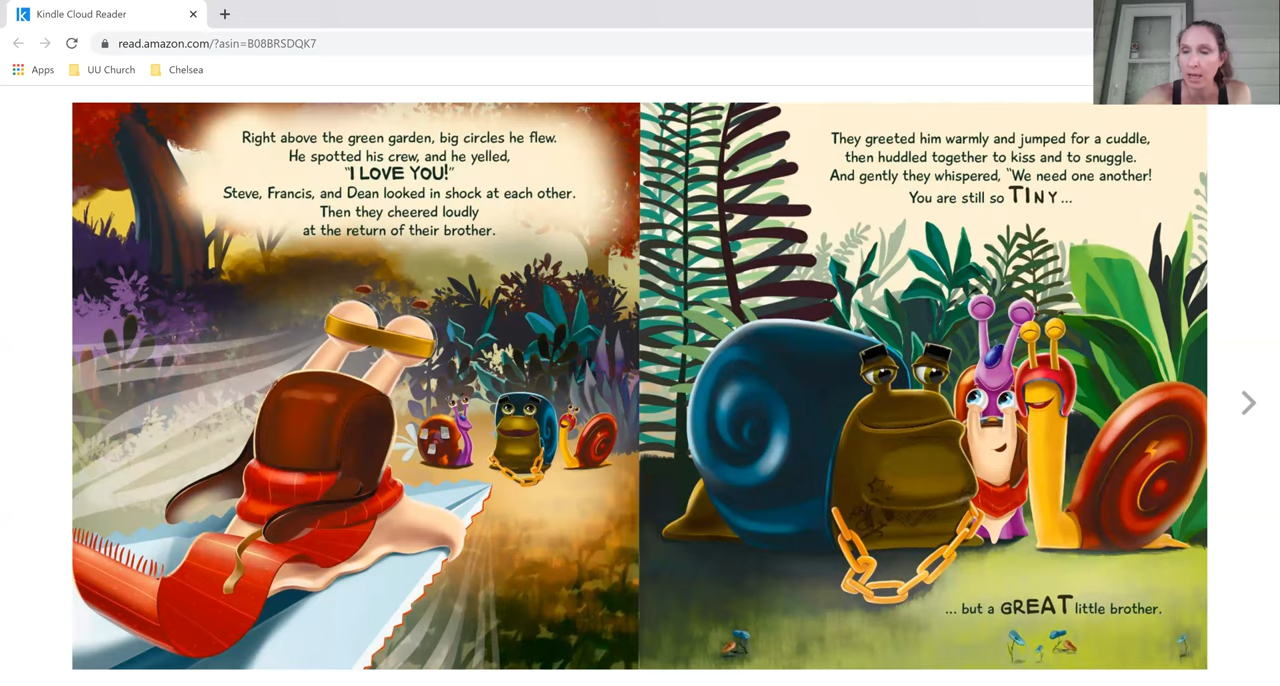 Kindle Cloud Reader
read.amazon.com/?asin=B08BRSDQK7
Apps
UU Church
Chelsea
Right above the green garden, big circles he flew.
He spotted his crew, and he yelled,
"I LOVE YOU!"
Steve, Francis, and Dean looked in shock at each other.
Then they cheered loudly
at the return of their brother.
They greeted him warmly and jumped for a cuddle,
then huddled together to kiss and to snuggle.
And gently they whispered, "We need one another!
You are still so TINY...
... but a GREAT little brother.